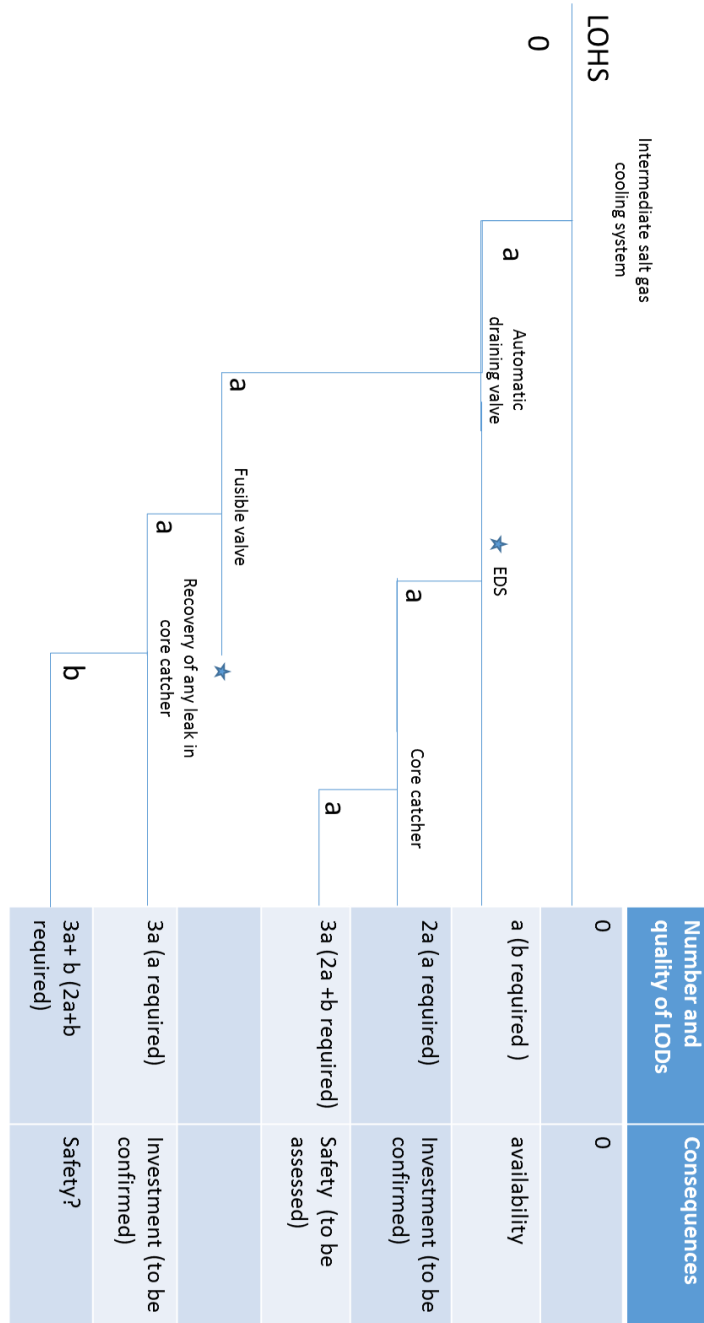 LOHS
0
Intermediate salt gas
cooling system
a
Automatic
draining valve
a
EDS
a
Fusible valve
a
Recovery of any leak in
core catcher
b
Core catcher
a
Number and
quality of LODs
Consequences
0
0
a (b required )
availability
2a (a required)
Investment (to be
confirmed)
3a (2a +b required)
Safety (to be
assessed)
3a (a required)
Investment (to be
confirmed)
3a+ b (2a+b
required)
Safety?